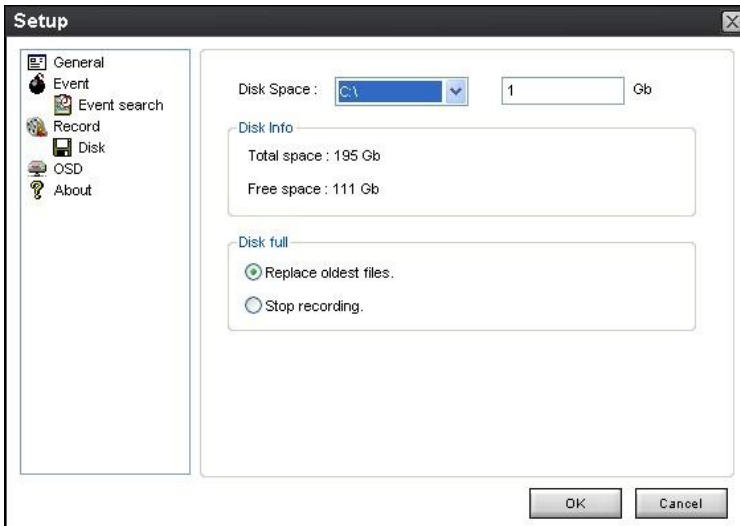 Setup
General
Event
Event search
Record
Disk
OSD
About
Disk Space : C:\ 1 Gb
Disk Info
Total space : 195 Gb
Free space : 111 Gb
Disk full
Replace oldest files.
Stop recording.
OK Cancel